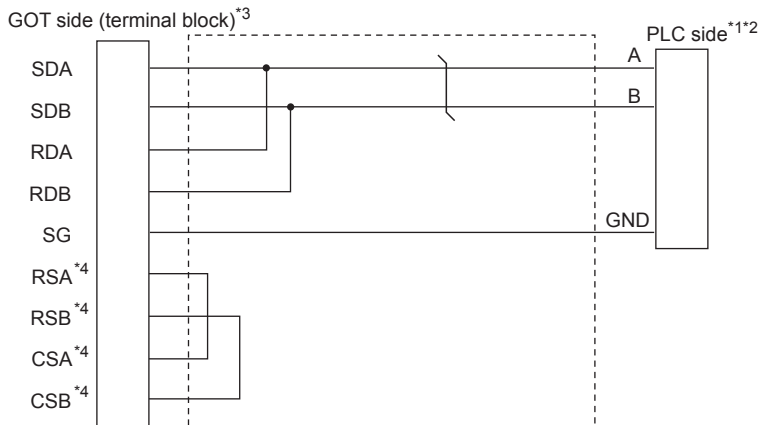 GOT side (terminal block)*3
PLC side*1*2
SDA
A
SDB
B
RDA
RDB
SG
GND
RSA*4
RSB*4
CSA*4
CSB*4